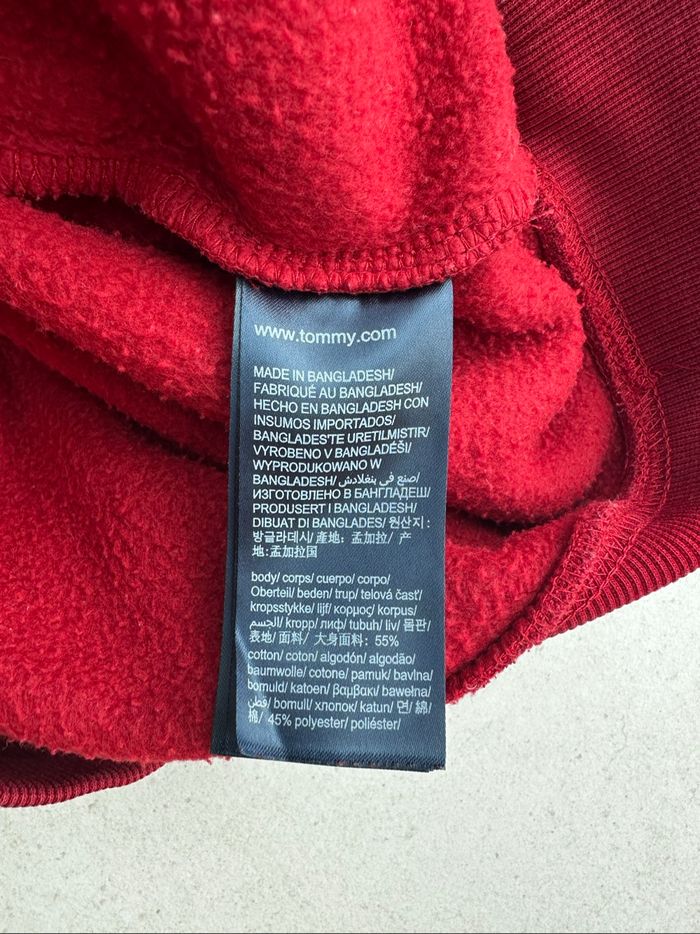 www.tommy.com
MADE IN BANGLADESH/
FABRIQUÉ AU BANGLADESH/
HECHO EN BANGLADESH CON
INSUMOS IMPORTADOS/
BANGLADEŞ'TE URETILMISTIR/
VYROBENO V BANGLADÉŠI/
WYPRODUKOWANO W
BANGLADESH/ صنع في بنغلادش/
ИЗГОТОВЛЕНО В БАНГЛАДЕШ/
PRODUSERT I BANGLADESH/
DIBUAT DI BANGLADES/ 원산지 :
방글라데시/ 產地: 孟加拉/ 产
地:孟加拉国
body/ corps/ cuerpo/ corpo/
Oberteil/ beden/ trup/ telová časť/
kropsstykke/ lijf/ κορμος/ korpus/
الجسم/ kropp/ лиф/ tubuh/ liv/ 몸판/
表地/ 面料/ 大身面料: 55%
cotton/ coton/ algodón/ algodão/
baumwolle/ cotone/ pamuk/ bavlna/
bomuld/ katoen/ βαμβακι/ bawełna/
قطن/ bomull/ хлопок/ katun/ 면/ 綿/
棉/ 45% polyester/ poliéster/